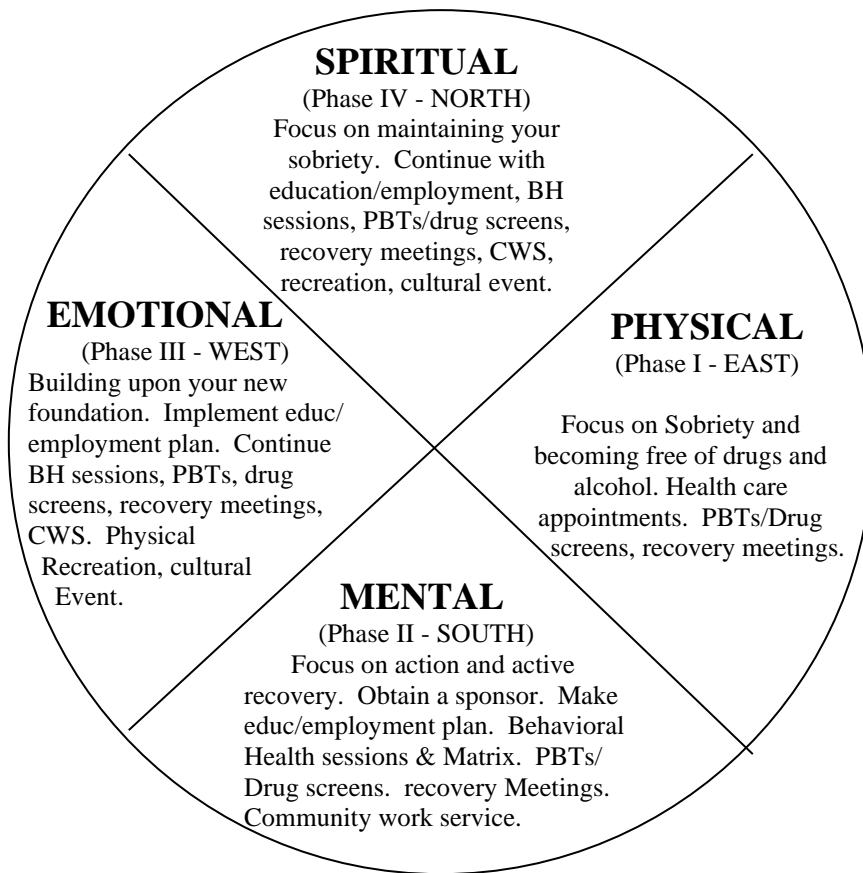 SPIRITUAL
(Phase IV - NORTH)
Focus on maintaining your
sobriety.  Continue with
education/employment, BH
sessions, PBTs/drug screens,
recovery meetings, CWS,
recreation, cultural event.
EMOTIONAL
(Phase III - WEST)
Building upon your new
foundation.  Implement educ/
employment plan.  Continue
BH sessions, PBTs, drug
screens, recovery meetings,
CWS.  Physical
Recreation, cultural
Event.
PHYSICAL
(Phase I - EAST)
Focus on Sobriety and
becoming free of drugs and
alcohol. Health care
appointments.  PBTs/Drug
screens, recovery meetings.
MENTAL
(Phase II - SOUTH)
Focus on action and active
recovery.  Obtain a sponsor.  Make
educ/employment plan.  Behavioral
Health sessions & Matrix.  PBTs/
Drug screens.  recovery Meetings.
Community work service.